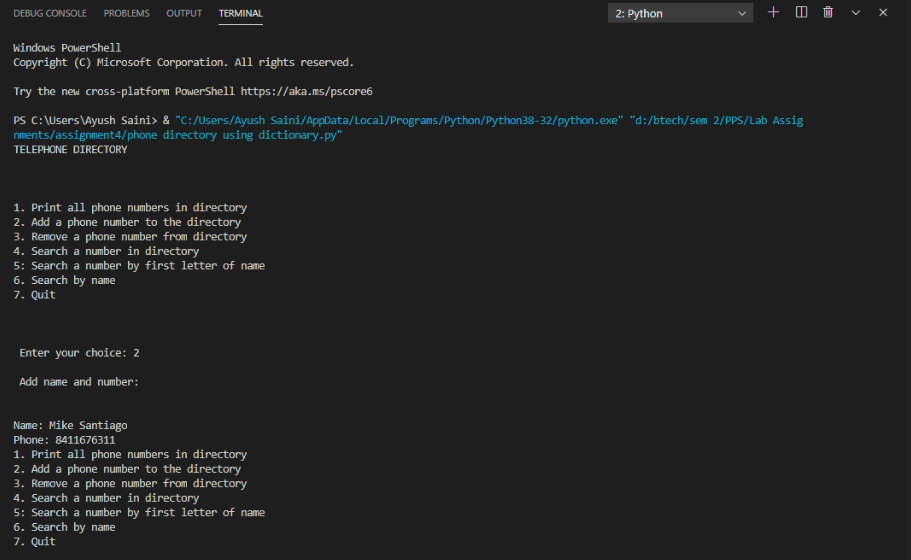 DEBUG CONSOLE PROBLEMS OUTPUT TERMINAL 2: Python
Windows PowerShell
Copyright (C) Microsoft Corporation. All rights reserved.
Try the new cross-platform PowerShell https://aka.ms/pscore6
PS C:\Users\Ayush Saini> & "C:/Users/Ayush Saini/AppData/Local/Programs/Python/Python38-32/python.exe" "d:/btech/sem 2/PPS/Lab Assig
nments/assignment4/phone directory using dictionary.py"
TELEPHONE DIRECTORY
1. Print all phone numbers in directory
2. Add a phone number to the directory
3. Remove a phone number from directory
4. Search a number in directory
5: Search a number by first letter of name
6. Search by name
7. Quit
Enter your choice: 2
Add name and number:
Name: Mike Santiago
Phone: 8411676311
1. Print all phone numbers in directory
2. Add a phone number to the directory
3. Remove a phone number from directory
4. Search a number in directory
5: Search a number by first letter of name
6. Search by name
7. Quit